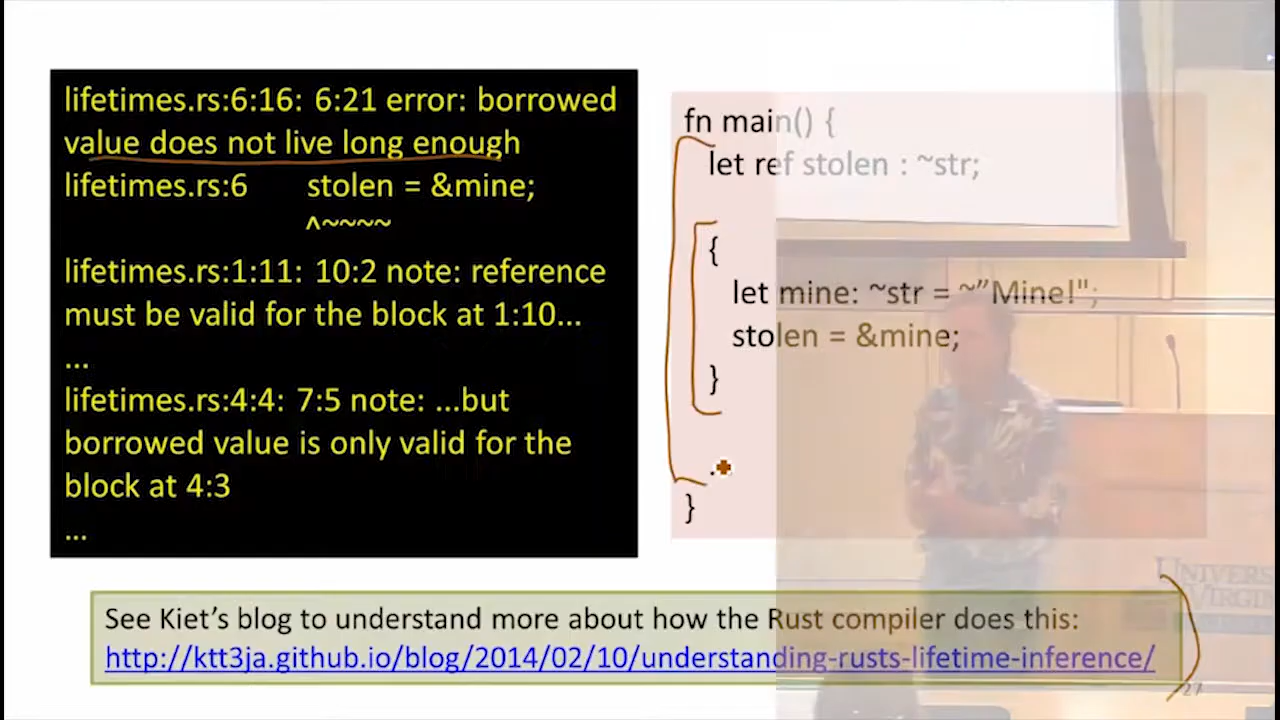 lifetimes.rs:6:16: 6:21 error: borrowed
value does not live long enough
lifetimes.rs:6 stolen = &mine;
^~~~~
lifetimes.rs:1:11: 10:2 note: reference
must be valid for the block at 1:10...
...
lifetimes.rs:4:4: 7:5 note: ...but
borrowed value is only valid for the
block at 4:3
...
fn main() {
let ref stolen : ~str;
{
let mine: ~str = ~”Mine!";
stolen = &mine;
}
}
See Kiet’s blog to understand more about how the Rust compiler does this:
http://ktt3ja.github.io/blog/2014/02/10/understanding-rusts-lifetime-inference/
UNIVERS
VIRGIN
27